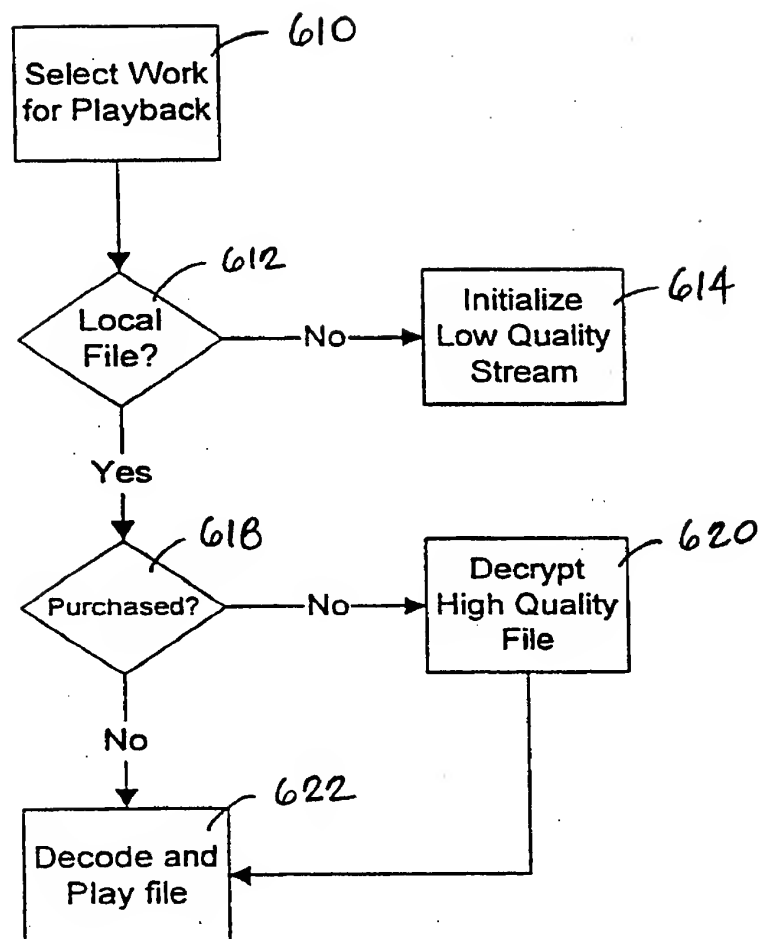 610
Select Work
for Playback
612
Local
File?
No
614
Initialize
Low Quality
Stream
Yes
618
Purchased?
No
620
Decrypt
High Quality
File
No
622
Decode and
Play file